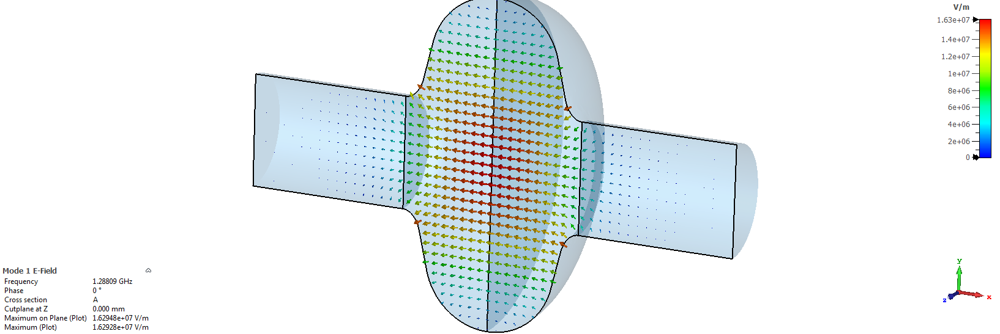 V/m
1.63e+07
1.4e+07
1.2e+07
1e+07
8e+06
6e+06
4e+06
2e+06
0
y
x
z
Mode 1 E-Field
Frequency 1.28809 GHz
Phase 0 °
Cross section A
Cutplane at Z 0.000 mm
Maximum on Plane (Plot) 1.62948e+07 V/m
Maximum (Plot) 1.62928e+07 V/m